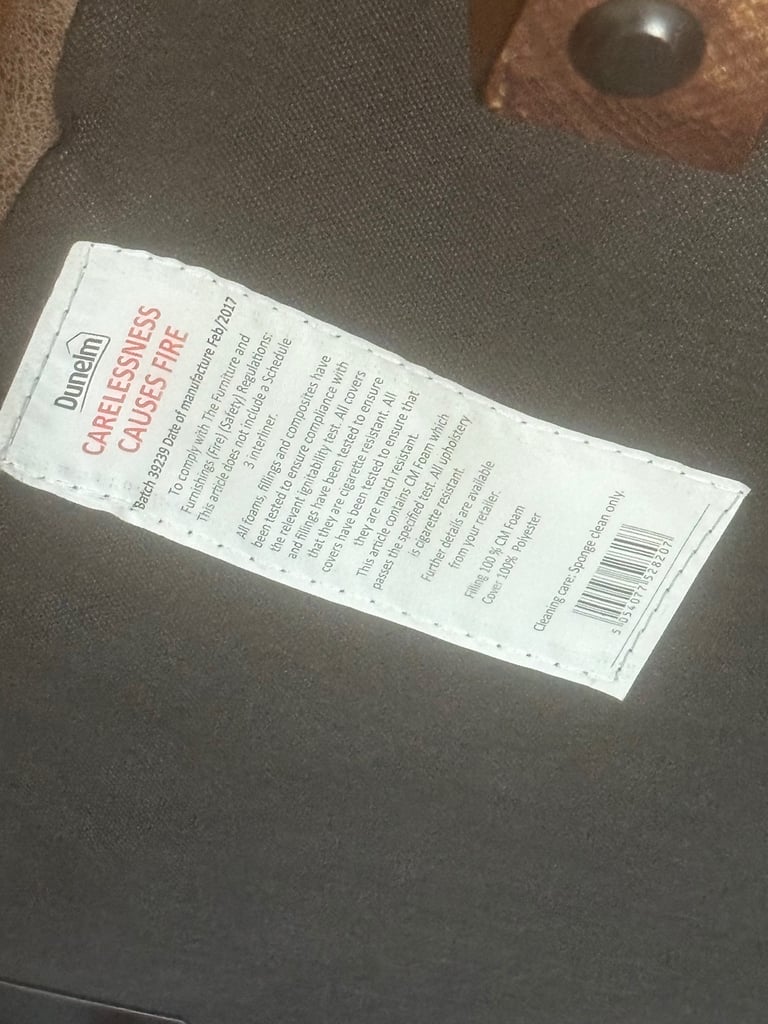 Dunelm
CARELESSNESS
CAUSES FIRE
Batch 39239 Date of manufacture Feb/2017
To comply with The Furniture and
Furnishings (Fire) (Safety) Regulations:
This article does not include a Schedule
3 interliner.
All foams, fillings and composites have
been tested to ensure compliance with
the relevant ignitability test. All covers
and fillings have been tested to ensure
that they are cigarette resistant. All
covers have been tested to ensure that
they are match resistant.
This article contains CM Foam which
passes the specified test. All upholstery
is cigarette resistant.
Further details are available
from your retailer.
Filling 100 % CM Foam
Cover 100% Polyester
Cleaning care: Sponge clean only.
5 054077 528207